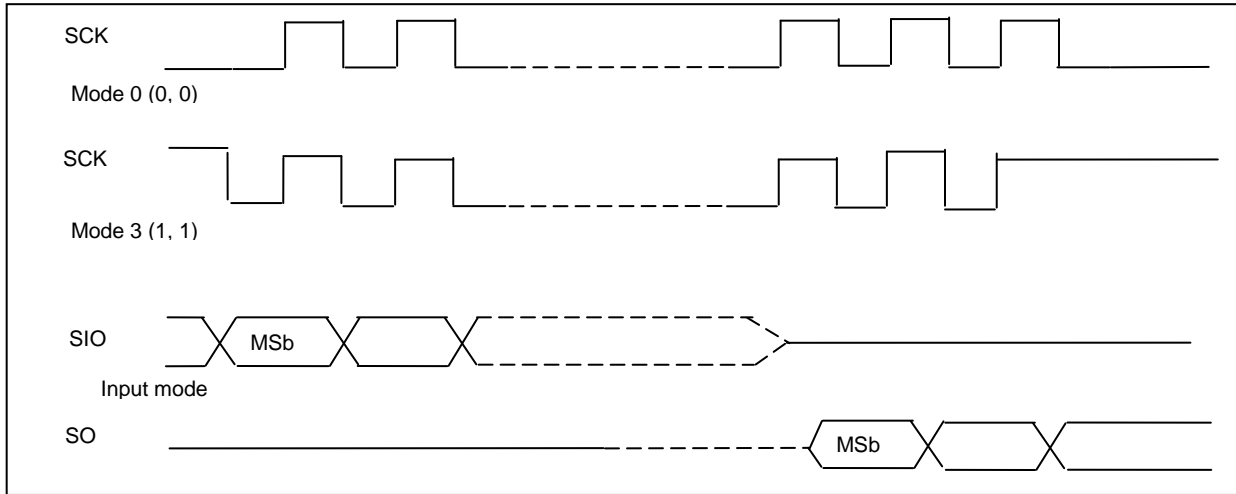 SCK
Mode 0 (0, 0)
SCK
Mode 3 (1, 1)
SIO
MSb
Input mode
SO
MSb